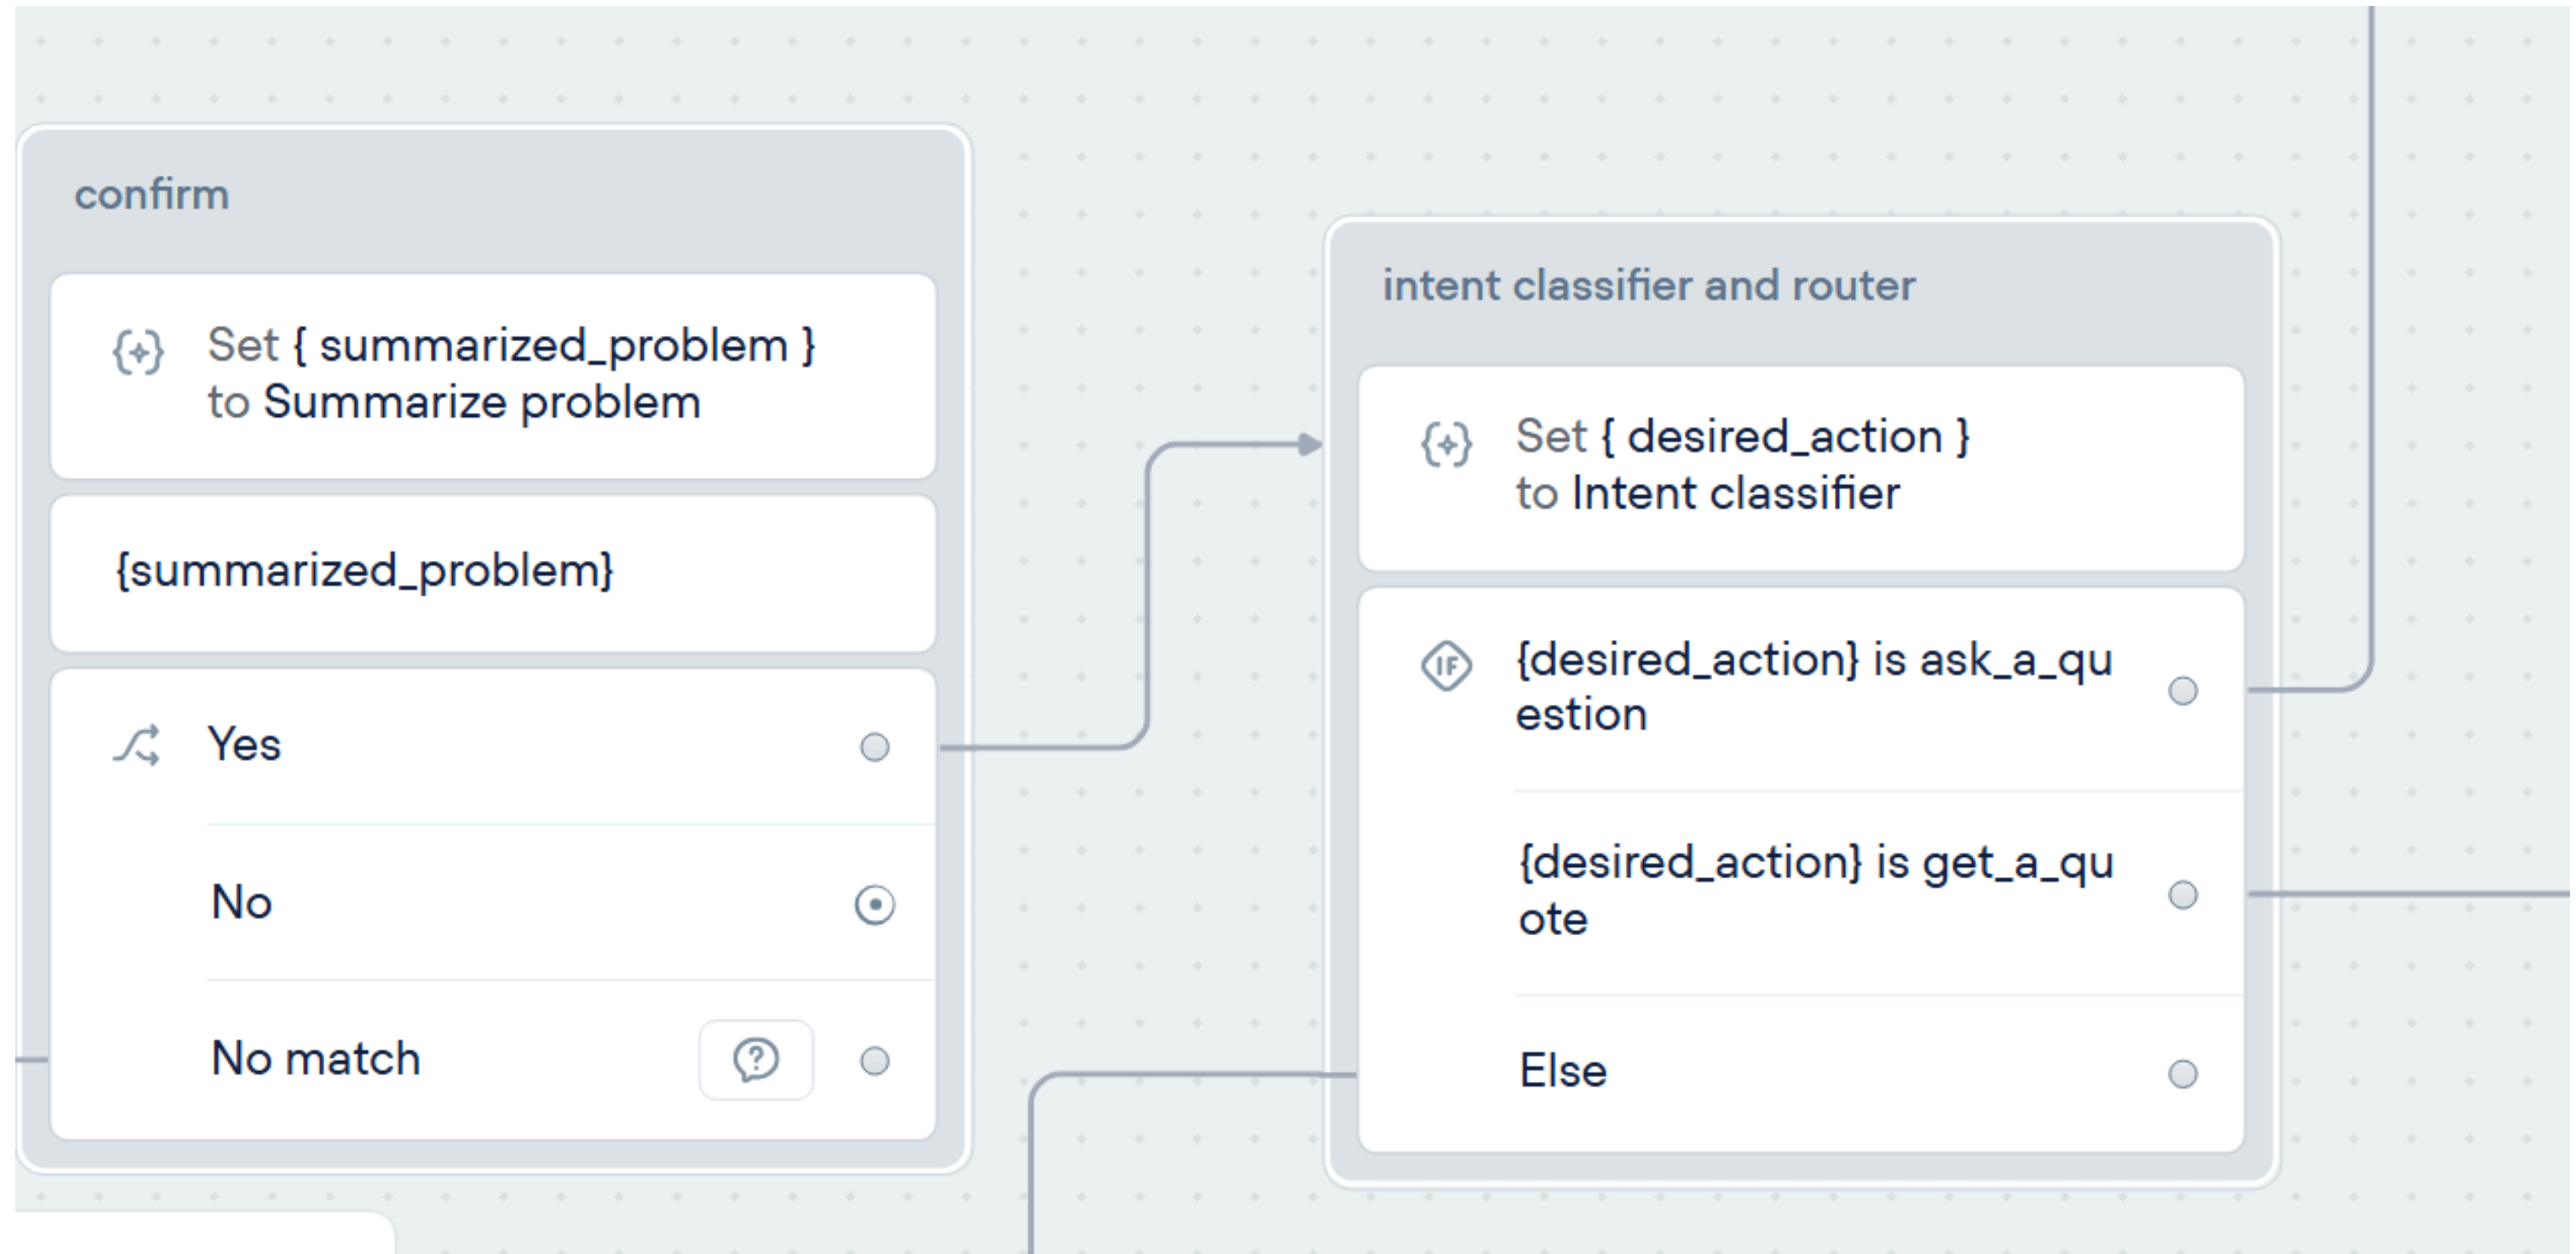 confirm
Set { summarized_problem }
to Summarize problem
{summarized_problem}
Yes
No
No match
intent classifier and router
Set { desired_action }
to Intent classifier
IF
{desired_action} is ask_a_qu
estion
{desired_action} is get_a_qu
ote
Else